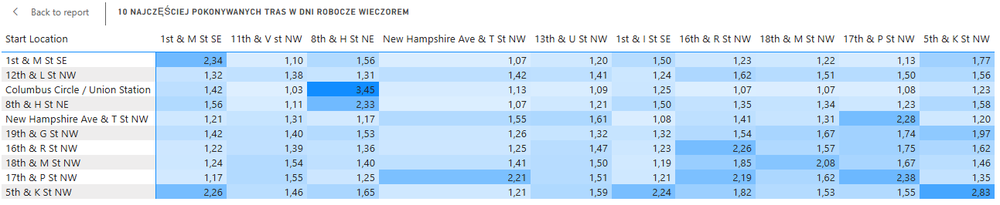 Back to report
10 NAJCZĘŚCIEJ POKONYWANYCH TRAS W DNI ROBOCZE WIECZOREM
Start Location 1st & M St SE 11th & V st NW 8th & H St NE New Hampshire Ave & T St NW 13th & U St NW 1st & I St SE 16th & R St NW 18th & M St NW 17th & P St NW 5th & K St NW
1st & M St SE 2,34 1,10 1,56 1,07 1,20 1,50 1,23 1,22 1,13 1,77
12th & L St NW 1,32 1,38 1,31 1,42 1,41 1,24 1,62 1,51 1,50 1,56
Columbus Circle / Union Station 1,42 1,03 3,45 1,13 1,09 1,25 1,07 1,07 1,08 1,23
8th & H St NE 1,56 1,11 2,33 1,07 1,21 1,50 1,35 1,34 1,23 1,58
New Hampshire Ave & T St NW 1,21 1,31 1,17 1,55 1,61 1,08 1,41 1,31 2,28 1,20
19th & G St NW 1,42 1,40 1,53 1,26 1,32 1,32 1,54 1,67 1,74 1,97
16th & R St NW 1,22 1,39 1,36 1,25 1,47 1,23 2,26 1,57 1,75 1,62
18th & M St NW 1,24 1,54 1,40 1,41 1,50 1,19 1,85 2,08 1,67 1,46
17th & P St NW 1,17 1,55 1,25 2,21 1,51 1,21 2,19 1,62 2,38 1,35
5th & K St NW 2,26 1,46 1,65 1,21 1,59 2,24 1,82 1,53 1,55 2,83